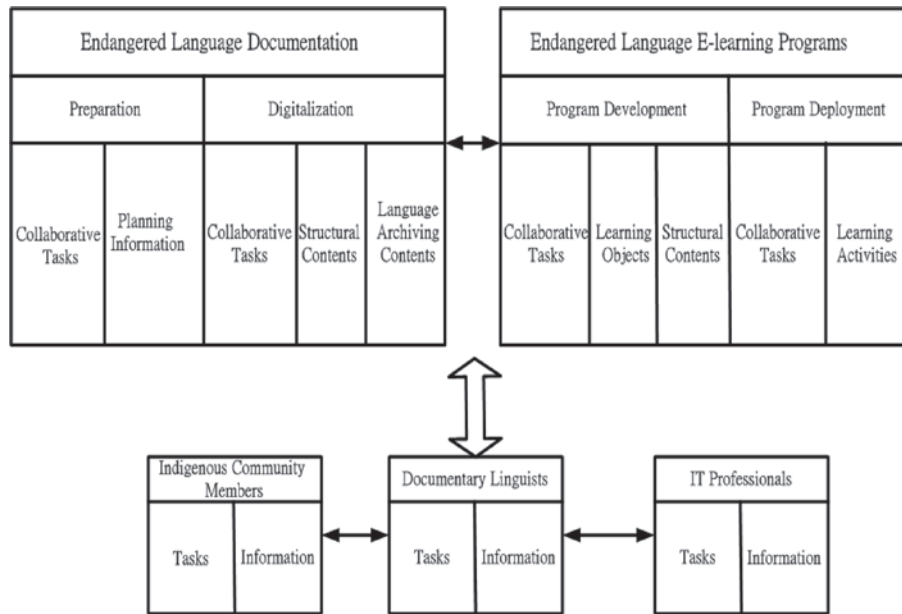 Endangered Language Documentation
Preparation
Digitalization
Collaborative
Tasks
Planning
Information
Collaborative
Tasks
Structural
Contents
Language
Archiving
Contents
Endangered Language E-learning Programs
Program Development
Program Deployment
Collaborative
Tasks
Learning
Objects
Structural
Contents
Collaborative
Tasks
Learning
Activities
Indigenous Community
Members
Tasks
Information
Documentary Linguists
Tasks
Information
IT Professionals
Tasks
Information